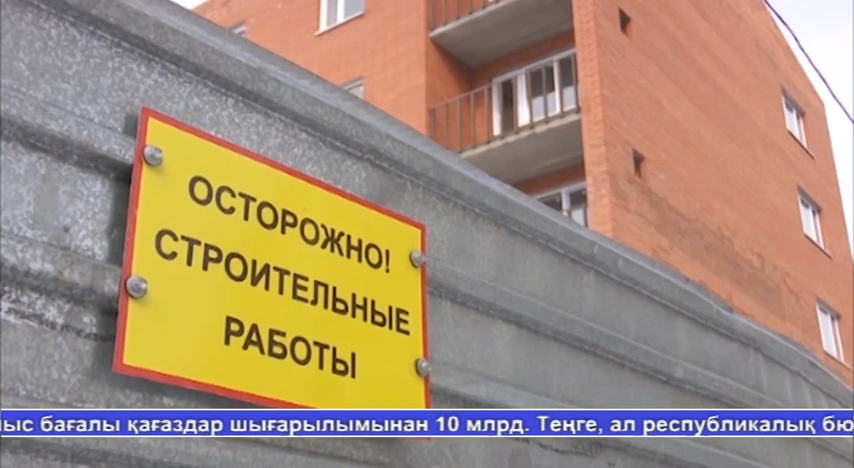 ОСТОРОЖНО!
СТРОИТЕЛЬНЫЕ
РАБОТЫ
бағалы қағаздар шығарылымынан 10 млрд. Теңге, ал республикалық